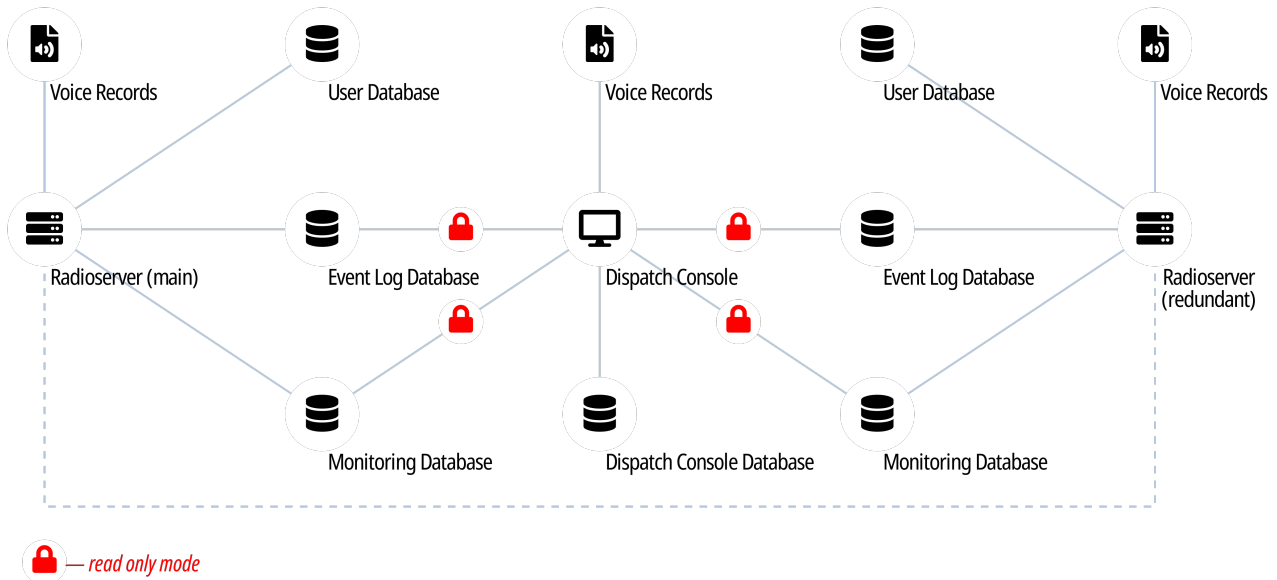 Voice Records
User Database
Voice Records
User Database
Voice Records
Radioserver (main)
Event Log Database
Dispatch Console
Event Log Database
Radioserver
(redundant)
Monitoring Database
Dispatch Console Database
Monitoring Database
— read only mode